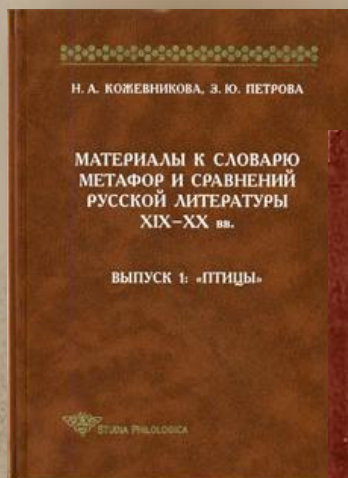 Н. А. КОЖЕВНИКОВА, З. Ю. ПЕТРОВА
МАТЕРИАЛЫ К СЛОВАРЮ
МЕТАФОР И СРАВНЕНИЙ
РУССКОЙ ЛИТЕРАТУРЫ
XIX–XX вв.
ВЫПУСК 1: «ПТИЦЫ»
STUDIA PHILOLOGICA